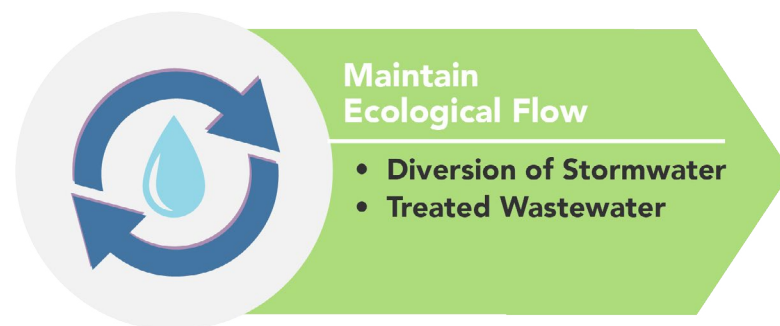 Maintain
Ecological Flow
• Diversion of Stormwater
• Treated Wastewater